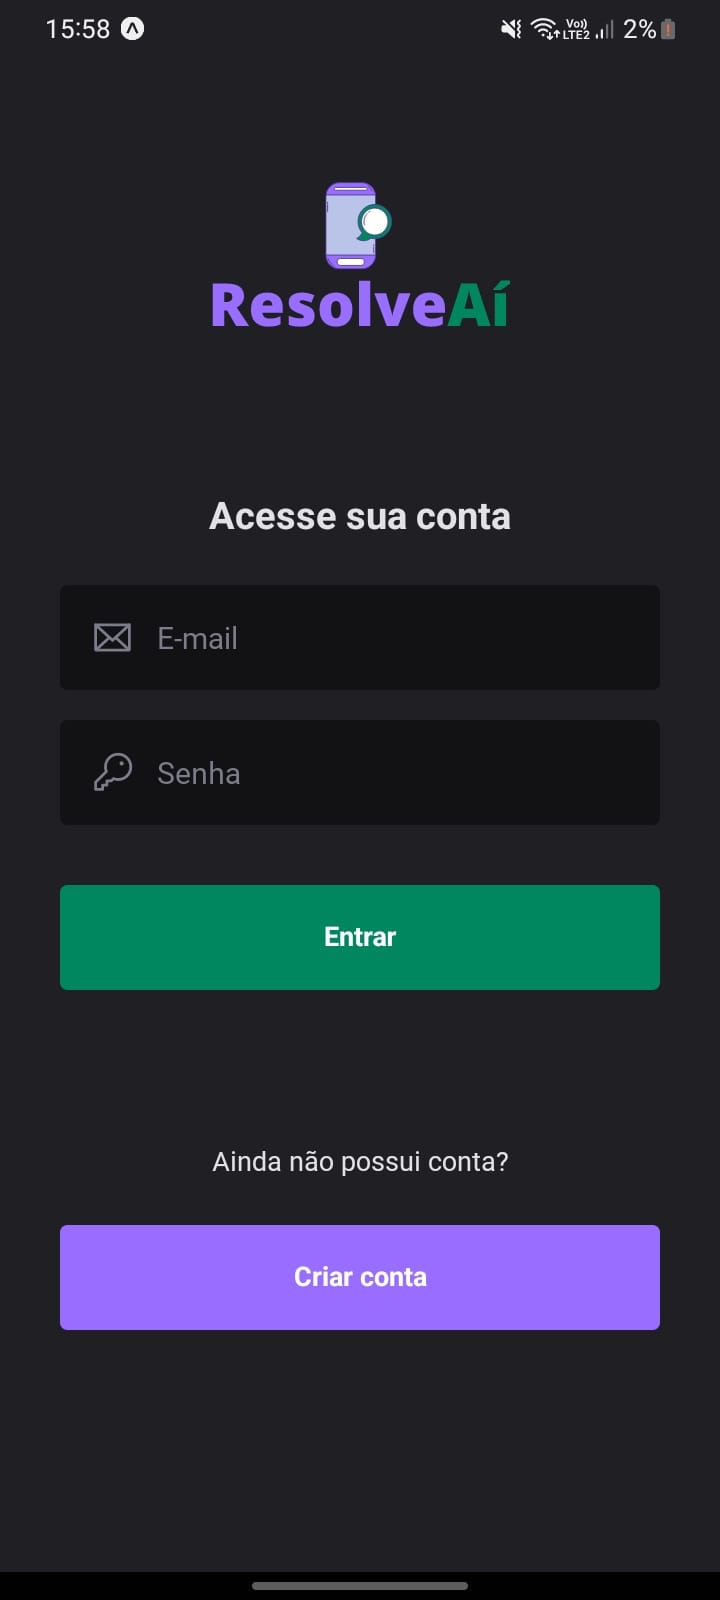 15:58
Vo)) LTE2 2%
ResolveAí
Acesse sua conta
E-mail
Senha
Entrar
Ainda não possui conta?
Criar conta